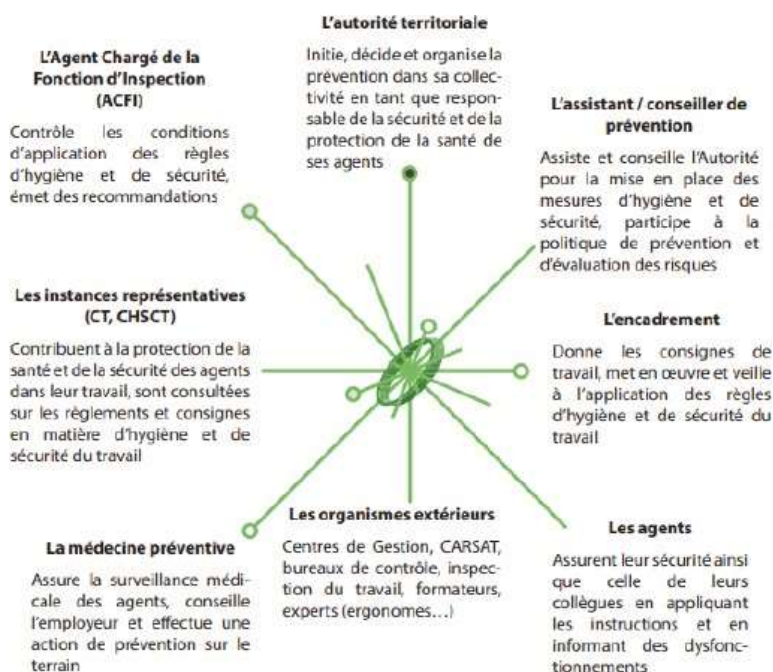 L'autorité territoriale
Initie, décide et organise la
prévention dans sa collec-
tivité en tant que respon-
sable de la sécurité et de la
protection de la santé de
ses agents
L'Agent Chargé de la
Fonction d'Inspection
(ACFI)
Contrôle les conditions
d'application des règles
d'hygiène et de sécurité,
émet des recommandations
L'assistant / conseiller de
prévention
Assiste et conseille l'Autorité
pour la mise en place des
mesures d'hygiène et de
sécurité, participe à la
politique de prévention et
d'évaluation des risques
Les instances représentatives
(CT, CHSCT)
Contribuent à la protection de la
santé et de la sécurité des agents
dans leur travail, sont consultées
sur les règlements et consignes
en matière d'hygiène et de
sécurité du travail
L'encadrement
Donne les consignes de
travail, met en œuvre et veille
à l'application des règles
d'hygiène et de sécurité du
travail
La médecine préventive
Assure la surveillance médi-
cale des agents, conseille
l'employeur et effectue une
action de prévention sur le
terrain
Les organismes extérieurs
Centres de Gestion, CARSAT,
bureaux de contrôle, inspec-
tion du travail, formateurs,
experts (ergonomes…)
Les agents
Assurent leur sécurité ainsi
que celle de leurs
collègues en appliquant
les instructions et en
informant des dysfonc-
tionnements